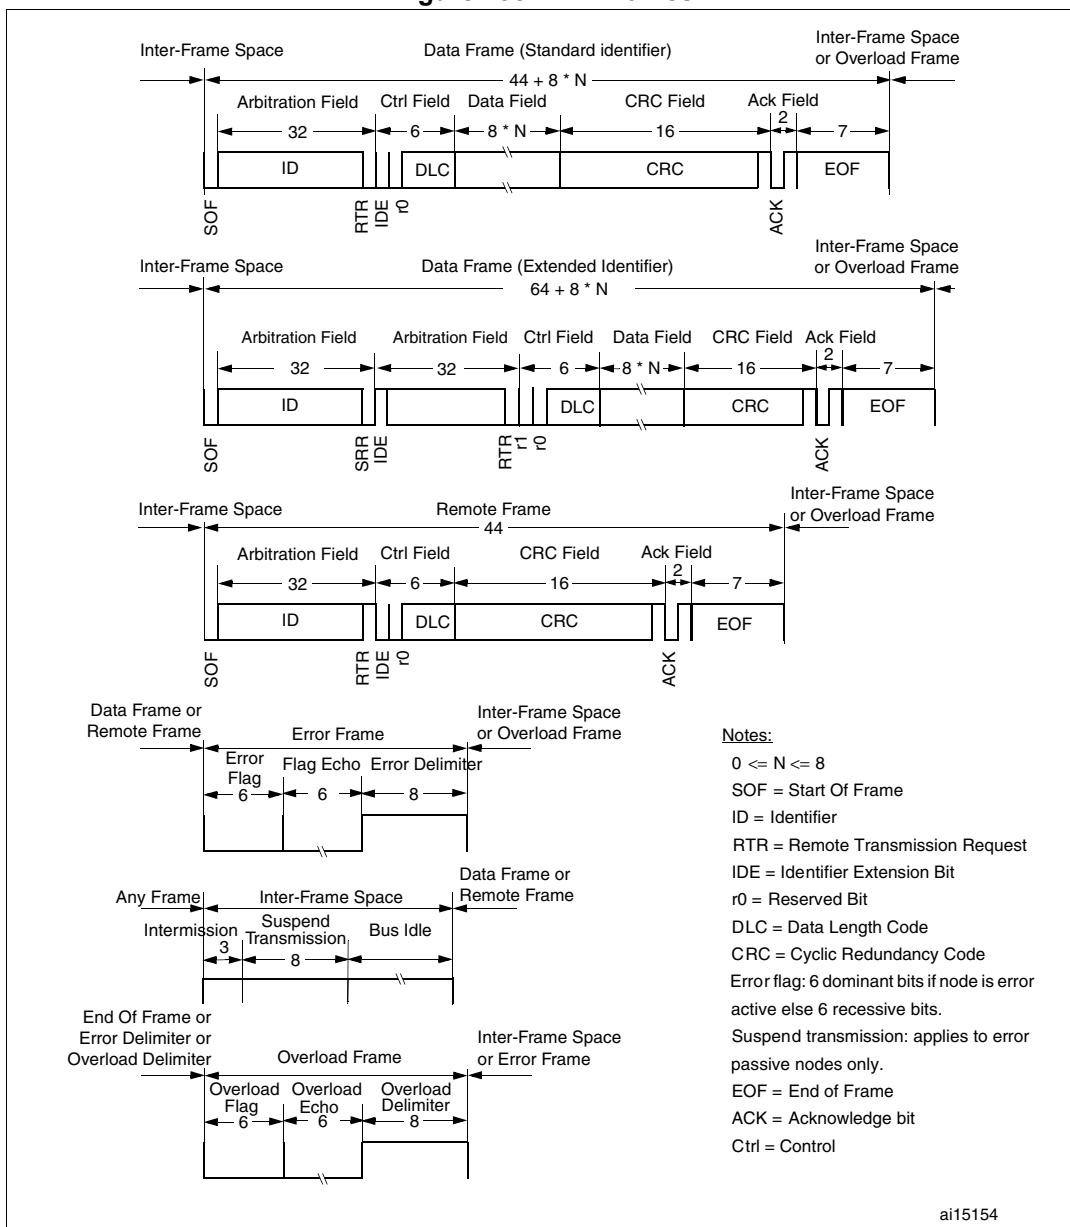 Inter-Frame Space
Data Frame (Standard identifier)
Inter-Frame Space
or Overload Frame
44 + 8 * N
Arbitration Field
Ctrl Field
Data Field
CRC Field
Ack Field
32
6
8 * N
16
2
7
ID
DLC
CRC
EOF
SOF
RTR
IDE
r0
ACK
Inter-Frame Space
Data Frame (Extended Identifier)
Inter-Frame Space
or Overload Frame
64 + 8 * N
Arbitration Field
Arbitration Field
Ctrl Field
Data Field
CRC Field
Ack Field
32
32
6
8 * N
16
2
7
ID
DLC
CRC
EOF
SOF
SRR
IDE
RTR
r1
r0
ACK
Inter-Frame Space
Remote Frame
Inter-Frame Space
or Overload Frame
44
Arbitration Field
Ctrl Field
CRC Field
Ack Field
32
6
16
2
7
ID
DLC
CRC
EOF
SOF
RTR
IDE
r0
ACK
Data Frame or
Remote Frame
Error Frame
Inter-Frame Space
or Overload Frame
Error
Flag
Flag Echo
Error Delimiter
6
6
8
Any Frame
Inter-Frame Space
Data Frame or
Remote Frame
Intermission
Suspend
Transmission
Bus Idle
3
8
End Of Frame or
Error Delimiter or
Overload Delimiter
Overload Frame
Inter-Frame Space
or Error Frame
Overload
Flag
Overload
Echo
Overload
Delimiter
6
6
8
Notes:
0 <= N <= 8
SOF = Start Of Frame
ID = Identifier
RTR = Remote Transmission Request
IDE = Identifier Extension Bit
r0 = Reserved Bit
DLC = Data Length Code
CRC = Cyclic Redundancy Code
Error flag: 6 dominant bits if node is error
active else 6 recessive bits.
Suspend transmission: applies to error
passive nodes only.
EOF = End of Frame
ACK = Acknowledge bit
Ctrl = Control
ai15154